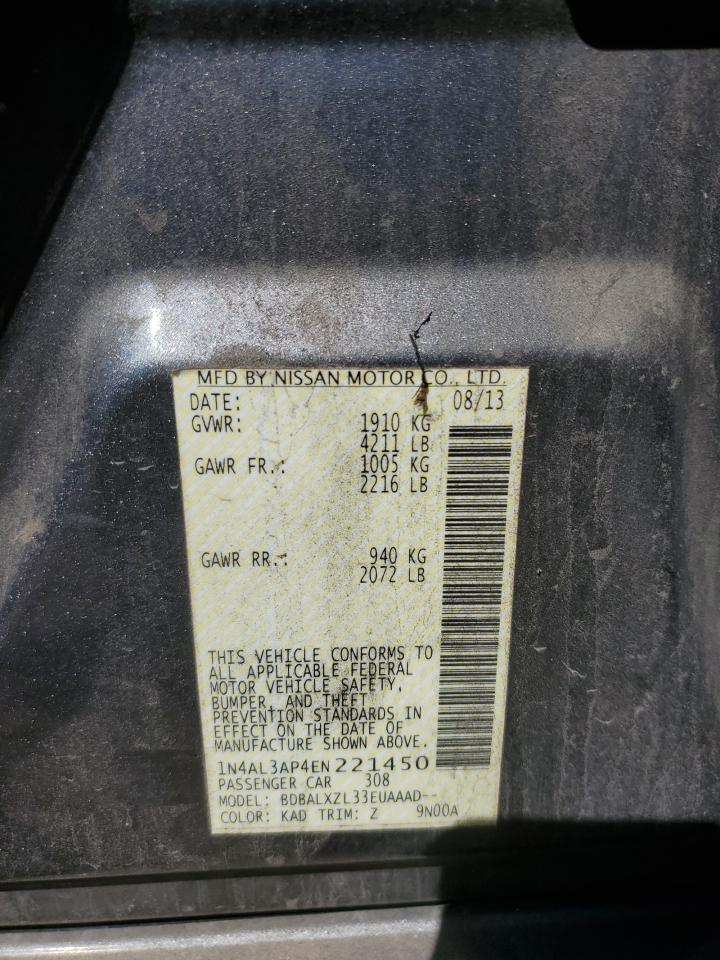 MFD BY NISSAN MOTOR CO., LTD.
DATE: 08/13
GVWR: 1910 KG
4211 LB
GAWR FR.: 1005 KG
2216 LB
GAWR RR.: 940 KG
2072 LB
THIS VEHICLE CONFORMS TO
ALL APPLICABLE FEDERAL
MOTOR VEHICLE SAFETY,
BUMPER, AND THEFT
PREVENTION STANDARDS IN
EFFECT ON THE DATE OF
MANUFACTURE SHOWN ABOVE.
1N4AL3AP4EN221450
PASSENGER CAR 308
MODEL: BDBALXZL33EUAAAD--
COLOR: KAD TRIM: Z 9N00A